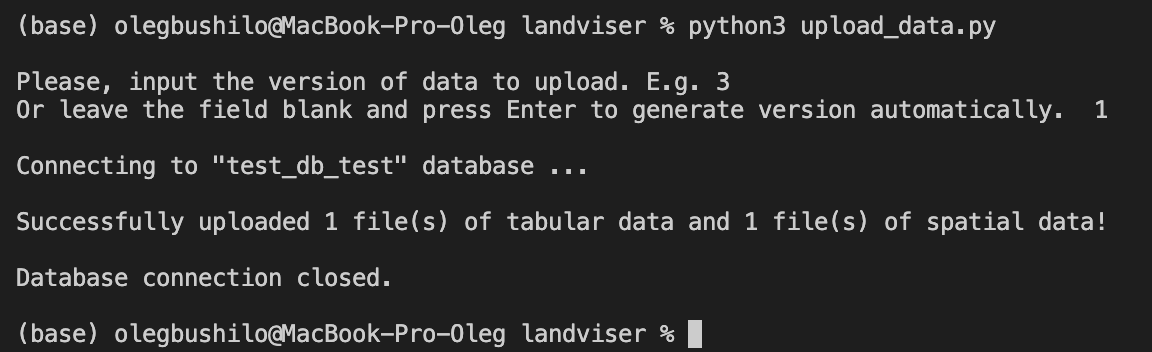 (base) olegbushilo@MacBook-Pro-Oleg landviser % python3 upload_data.py
Please, input the version of data to upload. E.g. 3
Or leave the field blank and press Enter to generate version automatically.  1
Connecting to "test_db_test" database ...
Successfully uploaded 1 file(s) of tabular data and 1 file(s) of spatial data!
Database connection closed.
(base) olegbushilo@MacBook-Pro-Oleg landviser %